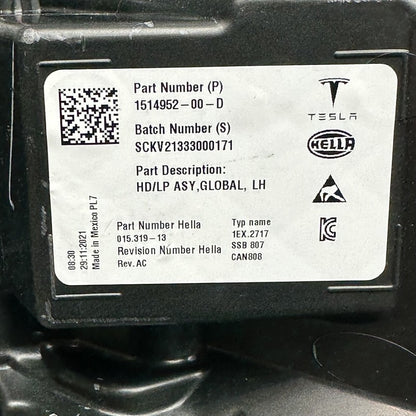 Part Number (P)
1514952-00-D
Batch Number (S)
SCKV21333000171
Part Description:
HD/LP ASY,GLOBAL, LH
TESLA
HELLA
Part Number Hella
015.319-13
Revision Number Hella
Rev. AC
Typ name
1EX.2717
SSB 807
CAN808
08:30
29:11:2021
Made in Mexico PL7